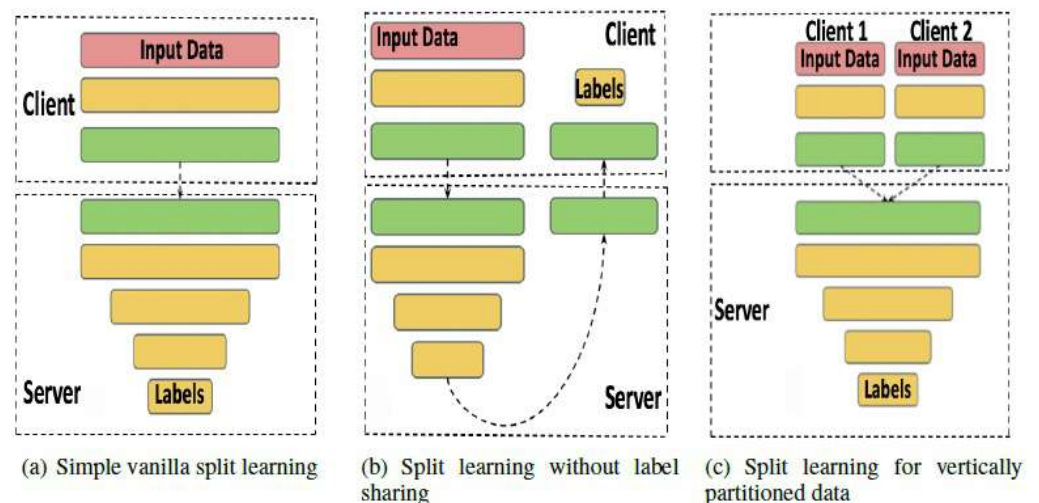 Input Data
Client
Server
Labels
(a) Simple vanilla split learning
Input Data
Client
Labels
Server
(b) Split learning without label
sharing
Client 1 Client 2
Input Data Input Data
Server
Labels
(c) Split learning for vertically
partitioned data